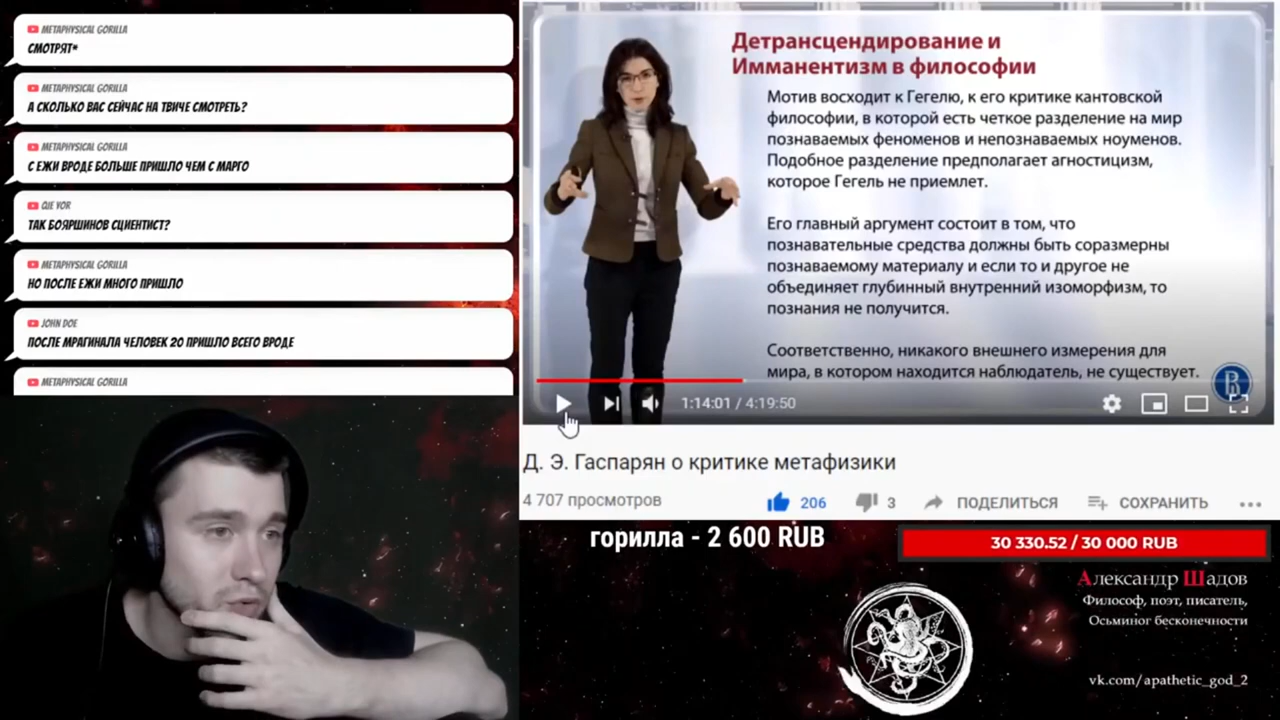 METAPHYSICAL GORILLA
СМОТРЯТ*
METAPHYSICAL GORILLA
А СКОЛЬКО ВАС СЕЙЧАС НА ТВИЧЕ СМОТРЕТЬ?
METAPHYSICAL GORILLA
С ЕЖИ ВРОДЕ БОЛЬШЕ ПРИШЛО ЧЕМ С МАРГО
QJE YOR
ТАК БОЯРШИНОВ СЦИЕНТИСТ?
METAPHYSICAL GORILLA
НО ПОСЛЕ ЕЖИ МНОГО ПРИШЛО
JOHN DOE
ПОСЛЕ МРАГИНАЛА ЧЕЛОВЕК 20 ПРИШЛО ВСЕГО ВРОДЕ
METAPHYSICAL GORILLA
Детрансцендирование и
Имманентизм в философии
Мотив восходит к Гегелю, к его критике кантовской
философии, в которой есть четкое разделение на мир
познаваемых феноменов и непознаваемых ноуменов.
Подобное разделение предполагает агностицизм,
которое Гегель не приемлет.
Его главный аргумент состоит в том, что
познавательные средства должны быть соразмерны
познаваемому материалу и если то и другое не
объединяет глубинный внутренний изоморфизм, то
познания не получится.
Соответственно, никакого внешнего измерения для
мира, в котором находится наблюдатель, не существует.
1:14:01 / 4:19:50
Д. Э. Гаспарян о критике метафизики
4 707 просмотров
206
3
ПОДЕЛИТЬСЯ
СОХРАНИТЬ
горилла - 2 600 RUB
30 330.52 / 30 000 RUB
Александр Шадов
Философ, поэт, писатель,
Осьминог бесконечности
vk.com/apathetic_god_2